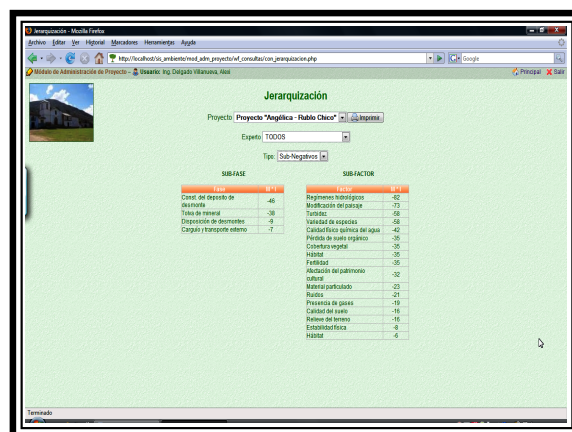 Jerarquización - Mozilla Firefox
Archivo Editar Ver Historial Marcadores Herramientas Ayuda
http://localhost/sis_ambiente/mod_adm_proyecto/wf_consultas/con_jerarquizacion.php
Google
Módulo de Administración de Proyecto - Usuario: Ing. Delgado Villanueva, Alexi
Principal Salir
Jerarquización
Proyecto Proyecto "Angélica - Rublo Chico" Imprimir
Experto TODOS
Tipo: Sub-Negativos
SUB-FASE
Fase M * I
Const. del deposito de desmonte -46
Tolva de mineral -38
Disposición de desmontes -9
Carguío y transporte externo -7
SUB-FACTOR
Factor M * I
Regímenes hidrológicos -82
Modificación del paisaje -73
Turbidez -58
Variedad de especies -58
Calidad físico química del agua -42
Pérdida de suelo orgánico -35
Cobertura vegetal -35
Hábitat -35
Fertilidad -35
Afectación del patrimonio cultural -32
Material particulado -23
Ruidos -21
Presencia de gases -19
Calidad del suelo -16
Relieve del terreno -16
Estabilidad física -8
Hábitat -6
Terminado